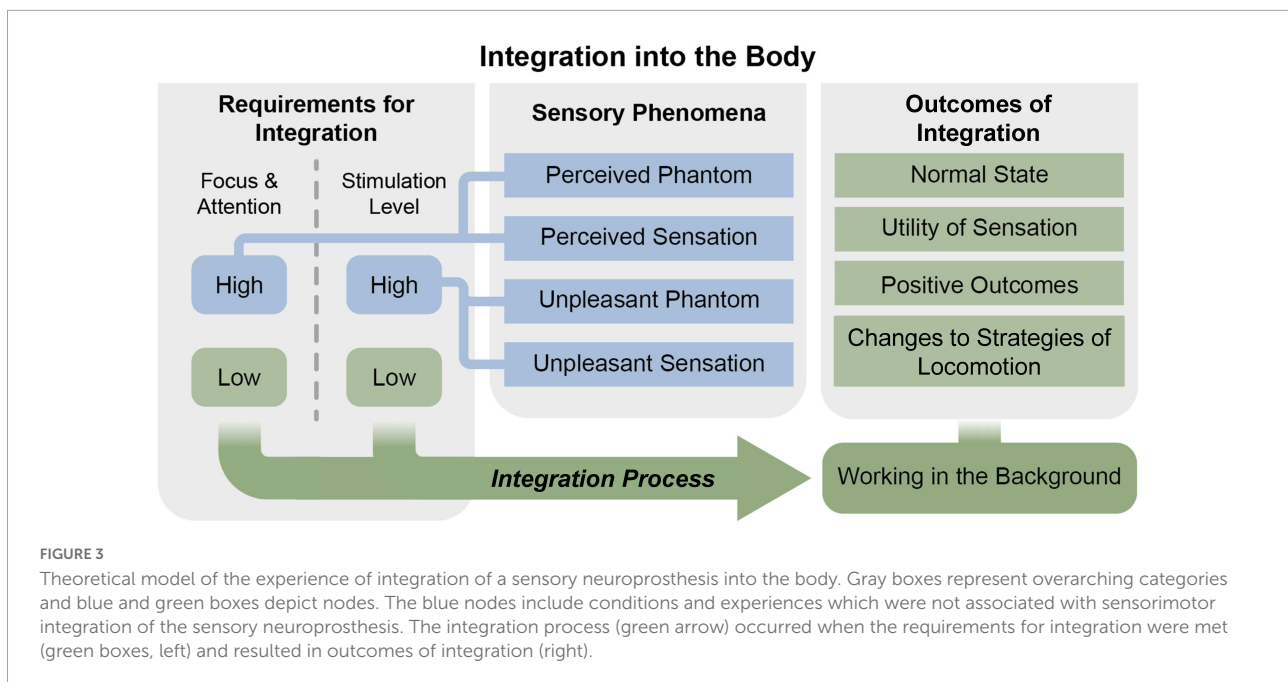 Integration into the Body
Requirements for
Integration
Focus &
Attention
Stimulation
Level
High
High
Low
Low
Sensory Phenomena
Perceived Phantom
Perceived Sensation
Unpleasant Phantom
Unpleasant Sensation
Outcomes of
Integration
Normal State
Utility of Sensation
Positive Outcomes
Changes to Strategies of
Locomotion
Integration Process
Working in the Background
FIGURE 3
Theoretical model of the experience of integration of a sensory neuroprosthesis into the body. Gray boxes represent overarching categories
and blue and green boxes depict nodes. The blue nodes include conditions and experiences which were not associated with sensorimotor
integration of the sensory neuroprosthesis. The integration process (green arrow) occurred when the requirements for integration were met
(green boxes, left) and resulted in outcomes of integration (right).